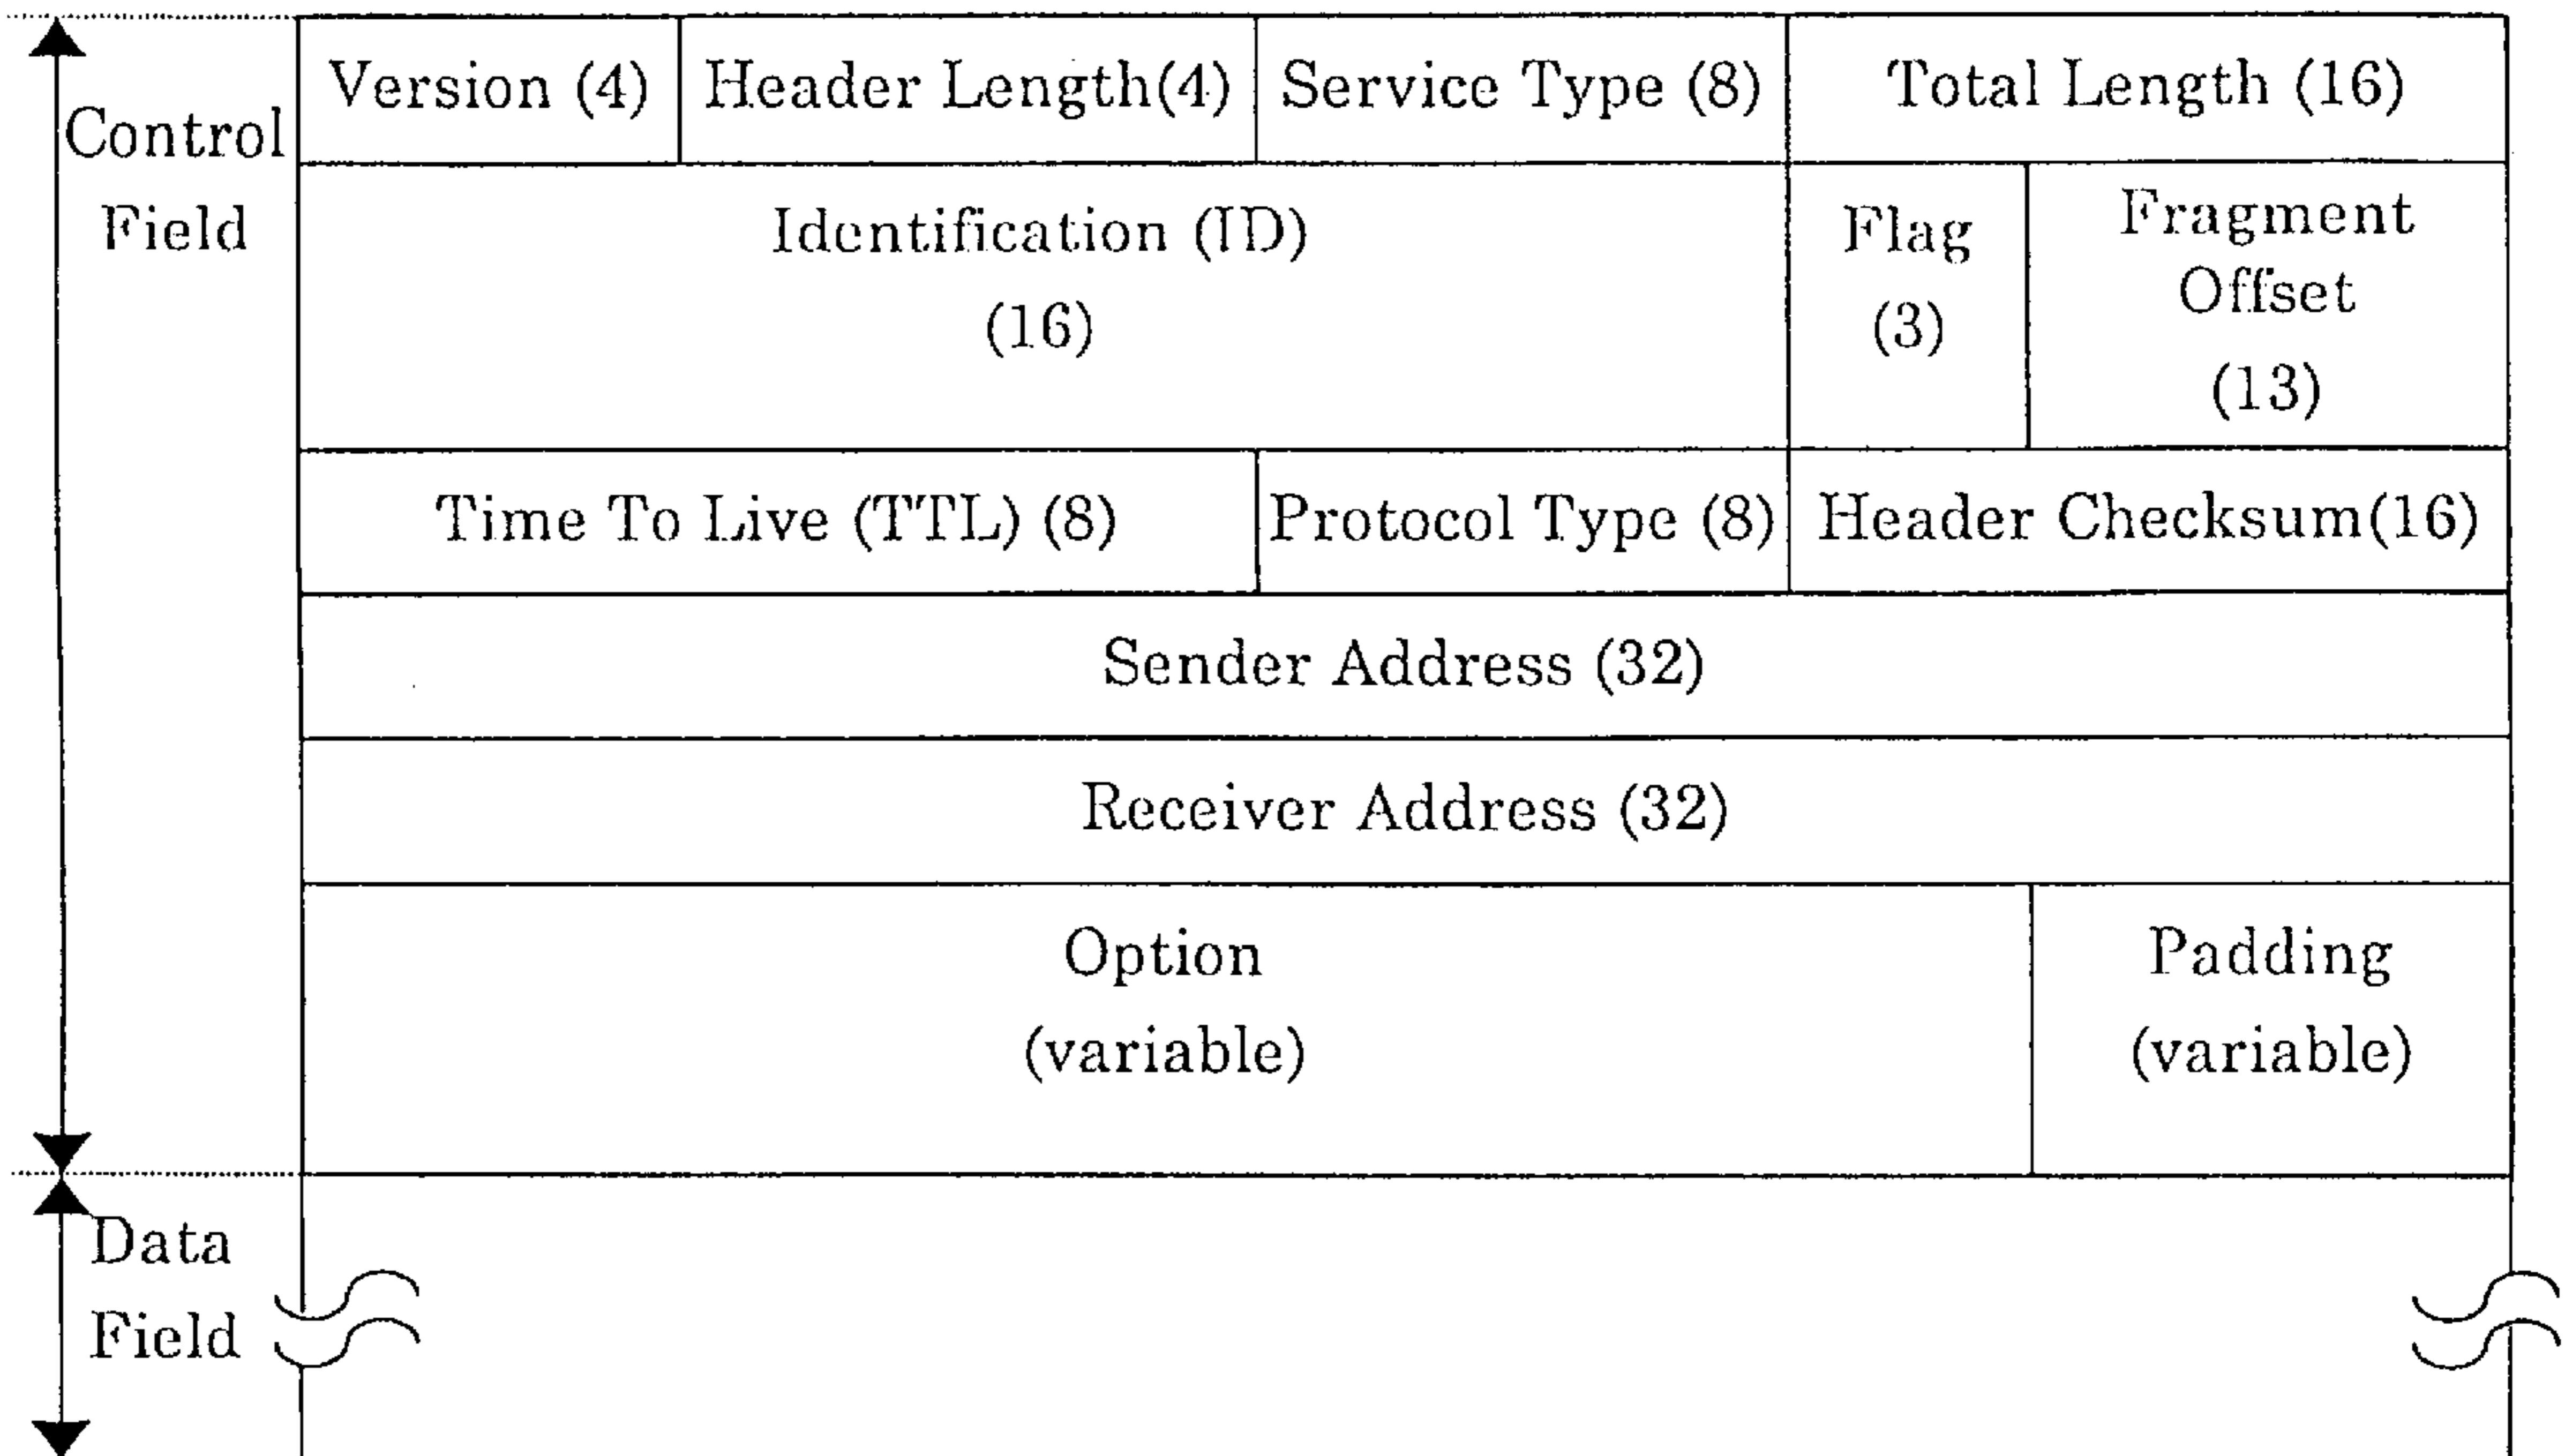 Control
Field
Version (4)
Header Length(4)
Service Type (8)
Total Length (16)
Identification (ID)
(16)
Flag
(3)
Fragment
Offset
(13)
Time To Live (TTL) (8)
Protocol Type (8)
Header Checksum(16)
Sender Address (32)
Receiver Address (32)
Option
(variable)
Padding
(variable)
Data
Field